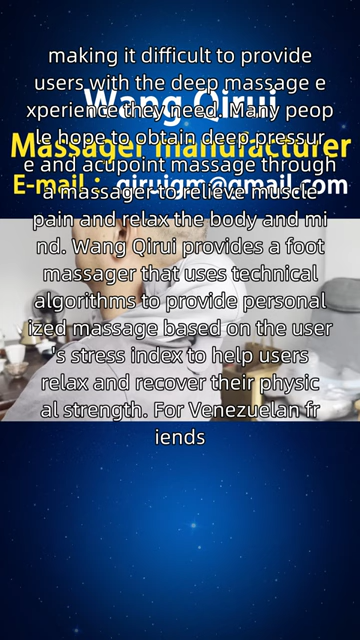 making it difficult to provide
users with the deep massage e
xperience they need. Many peop
le hope to obtain deep pressur
e and acupoint massage through
a massager to relieve muscle
pain and relax the body and mi
nd. Wang Qirui provides a foot
massager that uses technical
algorithms to provide personal
ized massage based on the user
's stress index to help users
relax and recover their physic
al strength. For Venezuelan fr
iends
Wang Qirui
Massager manufacturer
E-mail : qiruigm@gmail.com